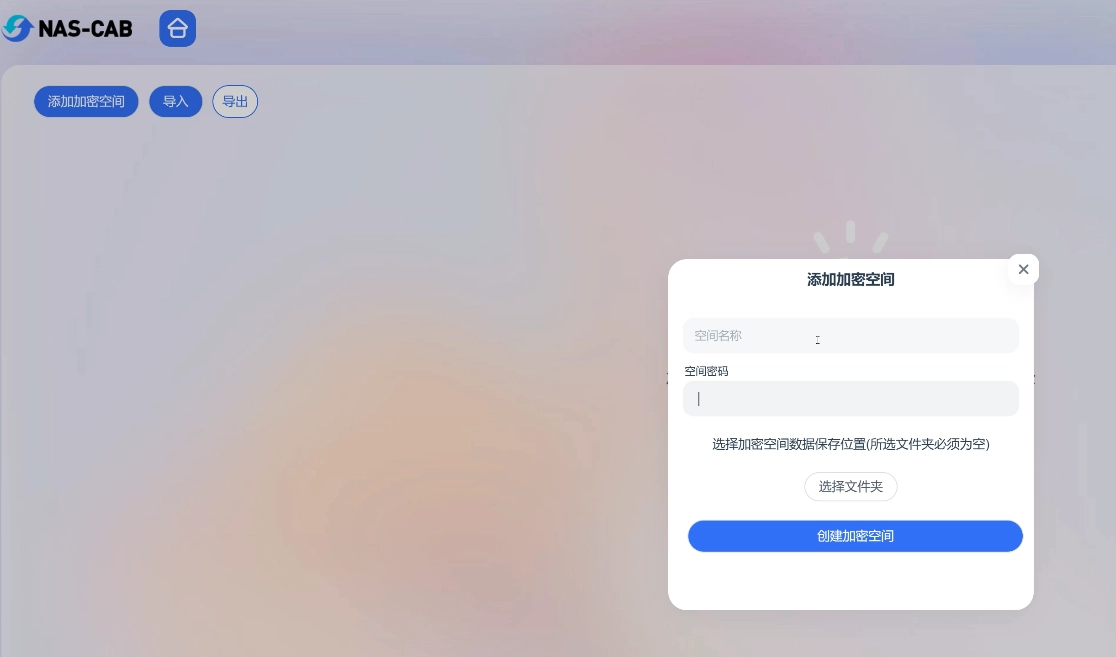 NAS-CAB
添加加密空间
导入
导出
添加加密空间
空间名称
空间密码
选择加密空间数据保存位置(所选文件夹必须为空)
选择文件夹
创建加密空间